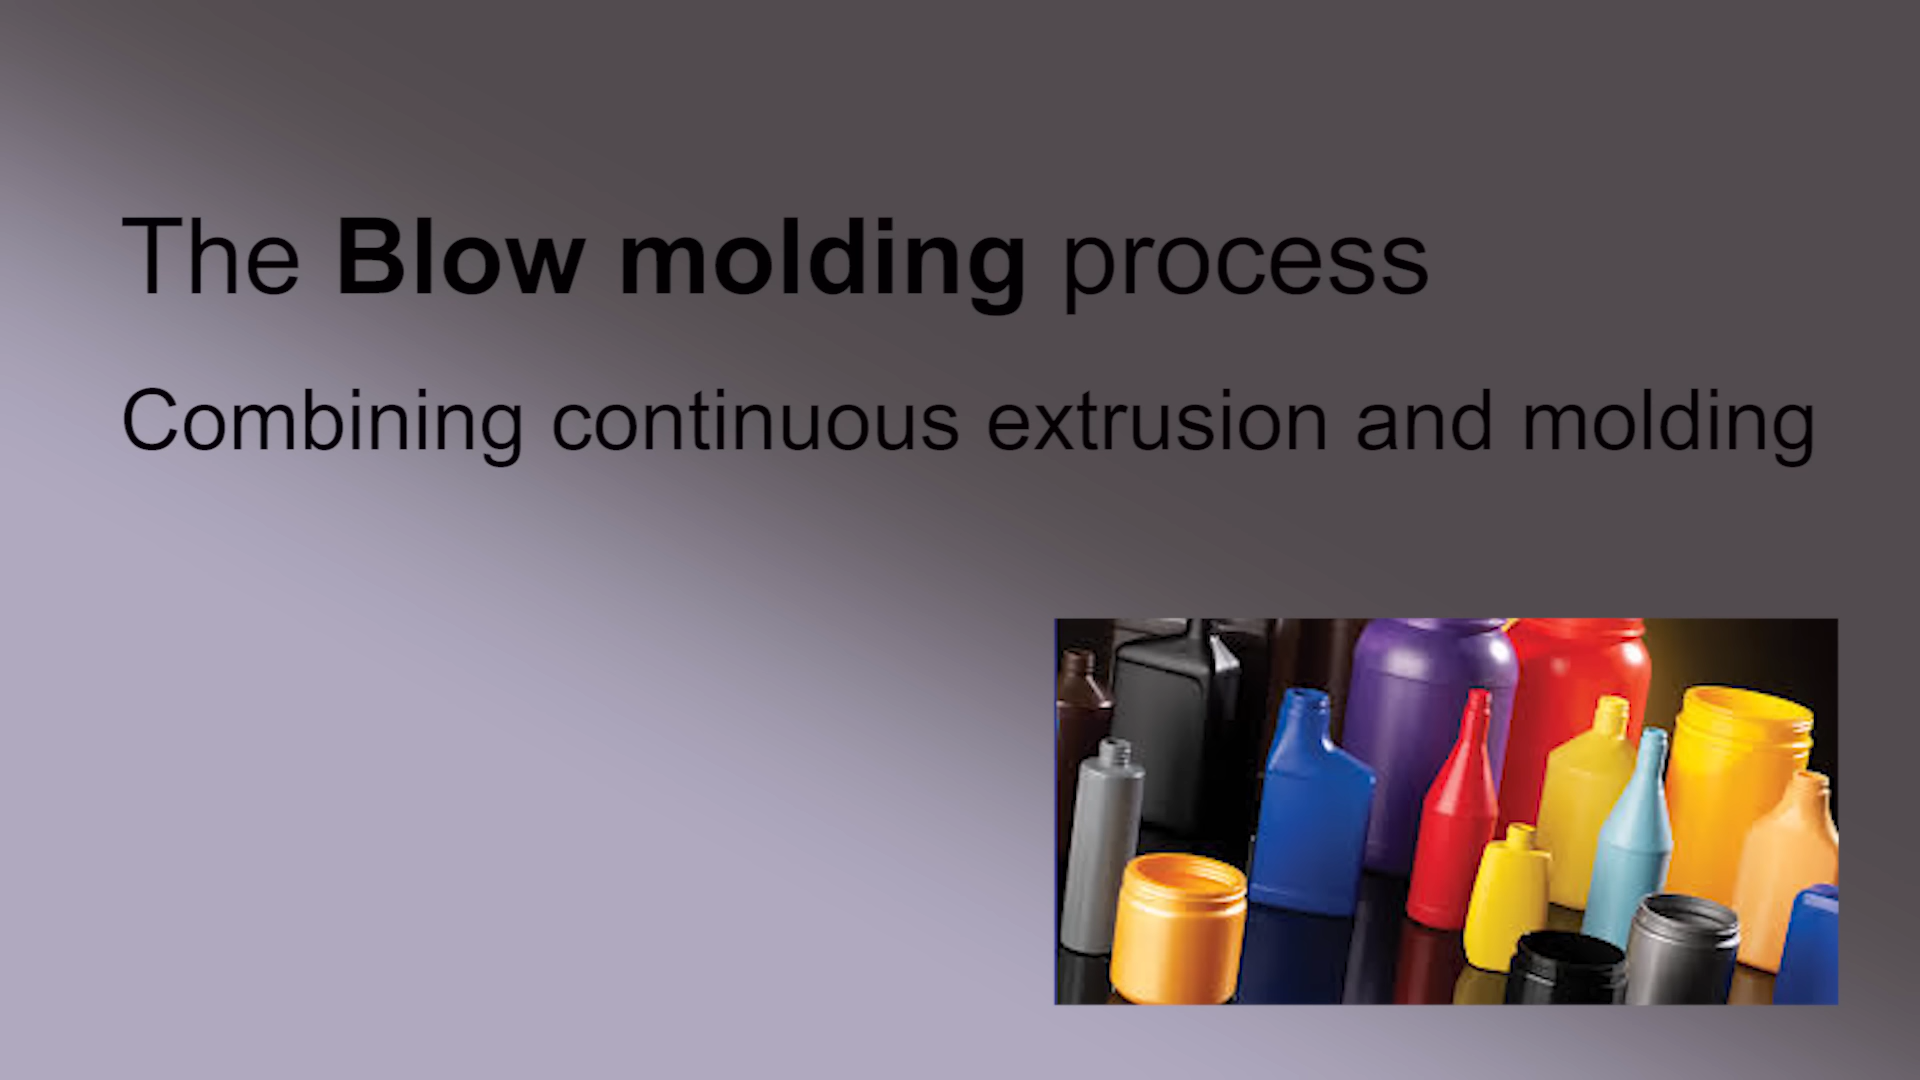 The Blow molding process
Combining continuous extrusion and molding